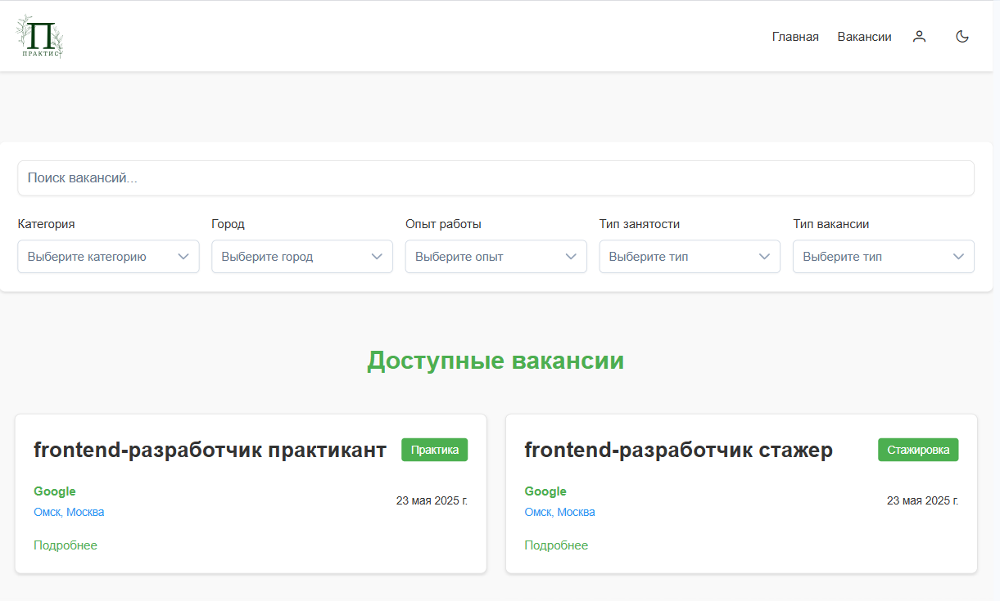 П
ПРАКТИС
Главная Вакансии
Поиск вакансий...
Категория Город Опыт работы Тип занятости Тип вакансии
Выберите категорию Выберите город Выберите опыт Выберите тип Выберите тип
Доступные вакансии
frontend-разработчик практикант Практика
Google
23 мая 2025 г.
Омск, Москва
Подробнее
frontend-разработчик стажер Стажировка
Google
23 мая 2025 г.
Омск, Москва
Подробнее